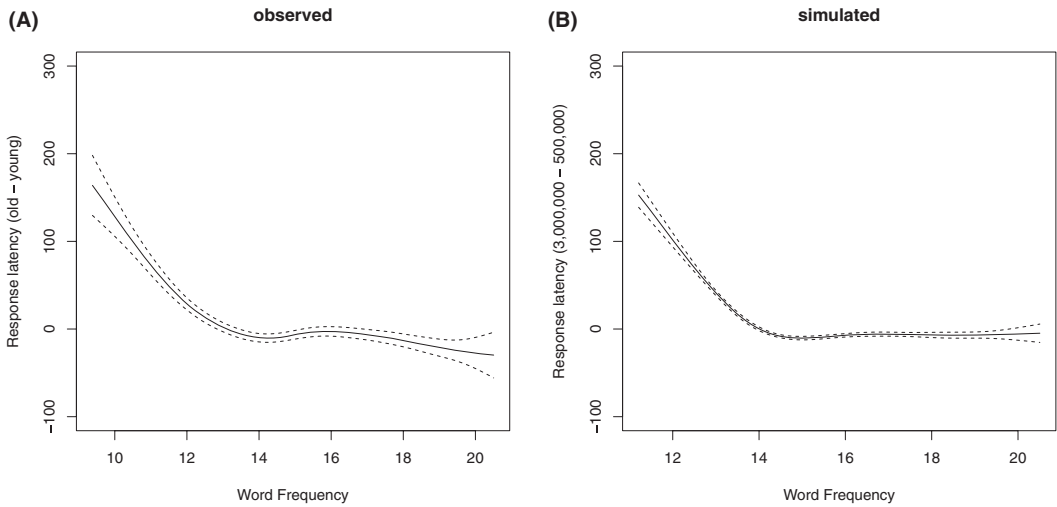 (A)
observed
Response latency (old − young)
300
200
100
0
−100
10 12 14 16 18 20
Word Frequency
(B)
simulated
Response latency (3,000,000 − 500,000)
300
200
100
0
−100
12 14 16 18 20
Word Frequency